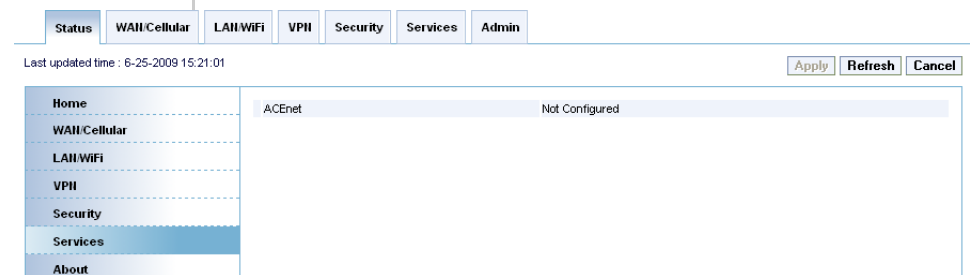 Status WAN/Cellular LAN/WiFi VPN Security Services Admin
Last updated time : 6-25-2009 15:21:01
Apply Refresh Cancel
Home
ACEnet Not Configured
WAN/Cellular
LAN/WiFi
VPN
Security
Services
About